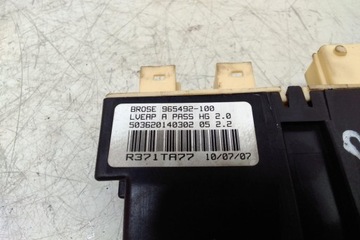 BROSE 965492-100
LVEAP A PASS HG 2.0
503620140302 05 2.2
R371TA77 10/07/07